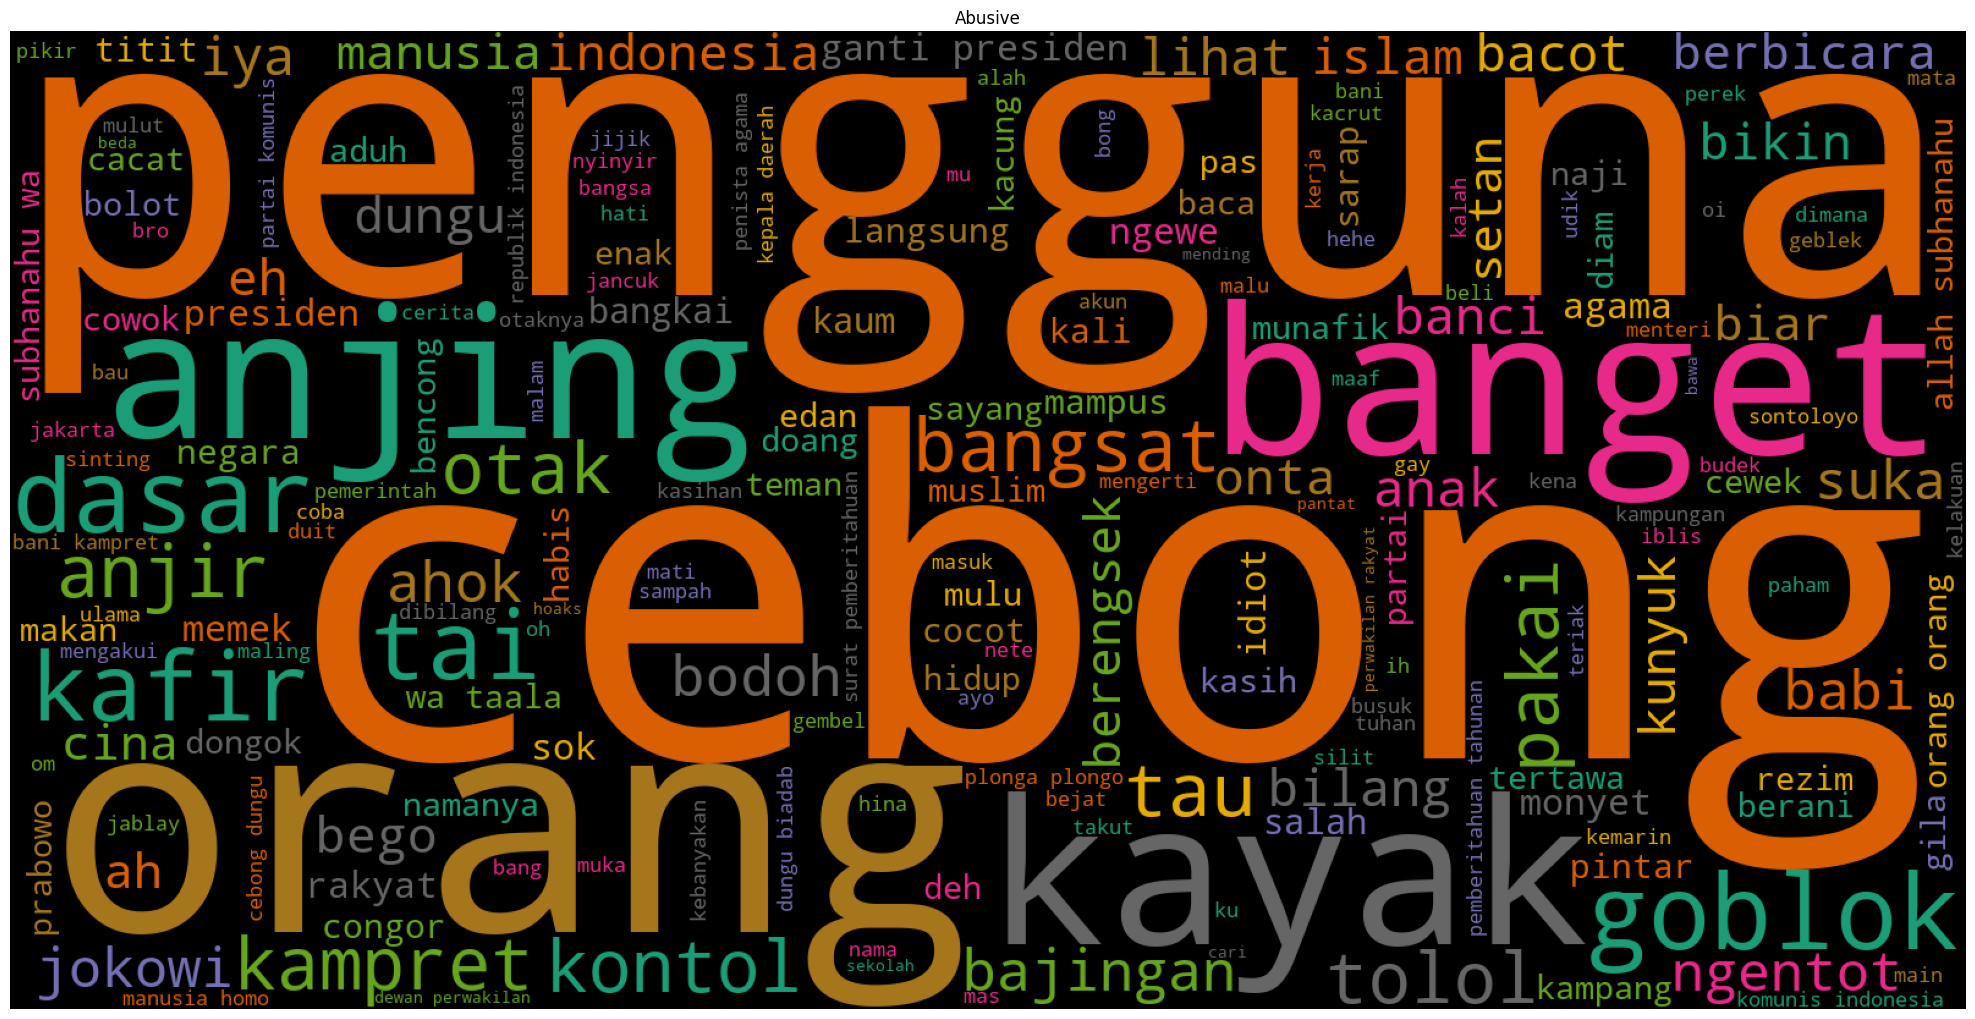 Abusive
pikir
titit
iya
manusia
indonesia
ganti presiden
lihat
islam
bacot
berbicara
pengguna
mulut
beda
cacat
bolot
bro
partai komunis
aduh
dungu
republik indonesia
jijik
nyinyir
bangsa
hati
enak
jancuk
penista agama
kepala daerah
alah
kacung
mu
bong
langsung
pas
baca
ngewe
mending
bani
kacrut
kerja
sarap
hehe
kalah
setan
naji
udik
diam
perek
mata
bikin
oi
dimana
geblek
allah subhanahu
subhanahu wa
eh
cowok
presiden
cerita
otaknya
bangkai
kaum
akun
kali
malu
beli
munafik
banci
agama
menteri
biar
anjing
banget
bau
bencong
malam
maaf
bawa
sontoloyo
jakarta
sinting
negara
edan
doang
sayang
mampus
bangsat
dasar
pemerintah
otak
kasihan
teman
muslim
mengerti
onta
gay
anak
pantat
kena
budek
cewek
suka
kampungan
iblis
kelakuan
coba
duit
bani kampret
anjir
habis
surat pemberitahuan
berengsek
perwakilan rakyat
partai
cebong
ahok
dibilang
hoaks
mati
sampah
masuk
mulu
cocot
nete
hidup
ayo
idiot
kasih
pakai
teriak
kunyuk
paham
orang orang
ulama
makan
memek
tai
oh
mengakui
maling
kafir
wa taala
bodoh
gembel
ih
busuk
tuhan
babi
cina
dongok
sok
om
silit
pemberitahuan tahunan
tertawa
rezim
berani
monyet
orang
plonga plongo
bejat
tau
bilang
salah
takut
kayak
kemarin
pintar
gila
prabowo
jablay
ah
cebong dungu
namanya
bego
rakyat
bang
muka
kebanyakan
dungu biadab
hina
deh
ku
congor
goblok
jokowi
kampret
kontol
nama
sekolah
bajingan
cari
tolol
kampang
ngentot
main
manusia homo
dewan perwakilan
mas
komunis indonesia